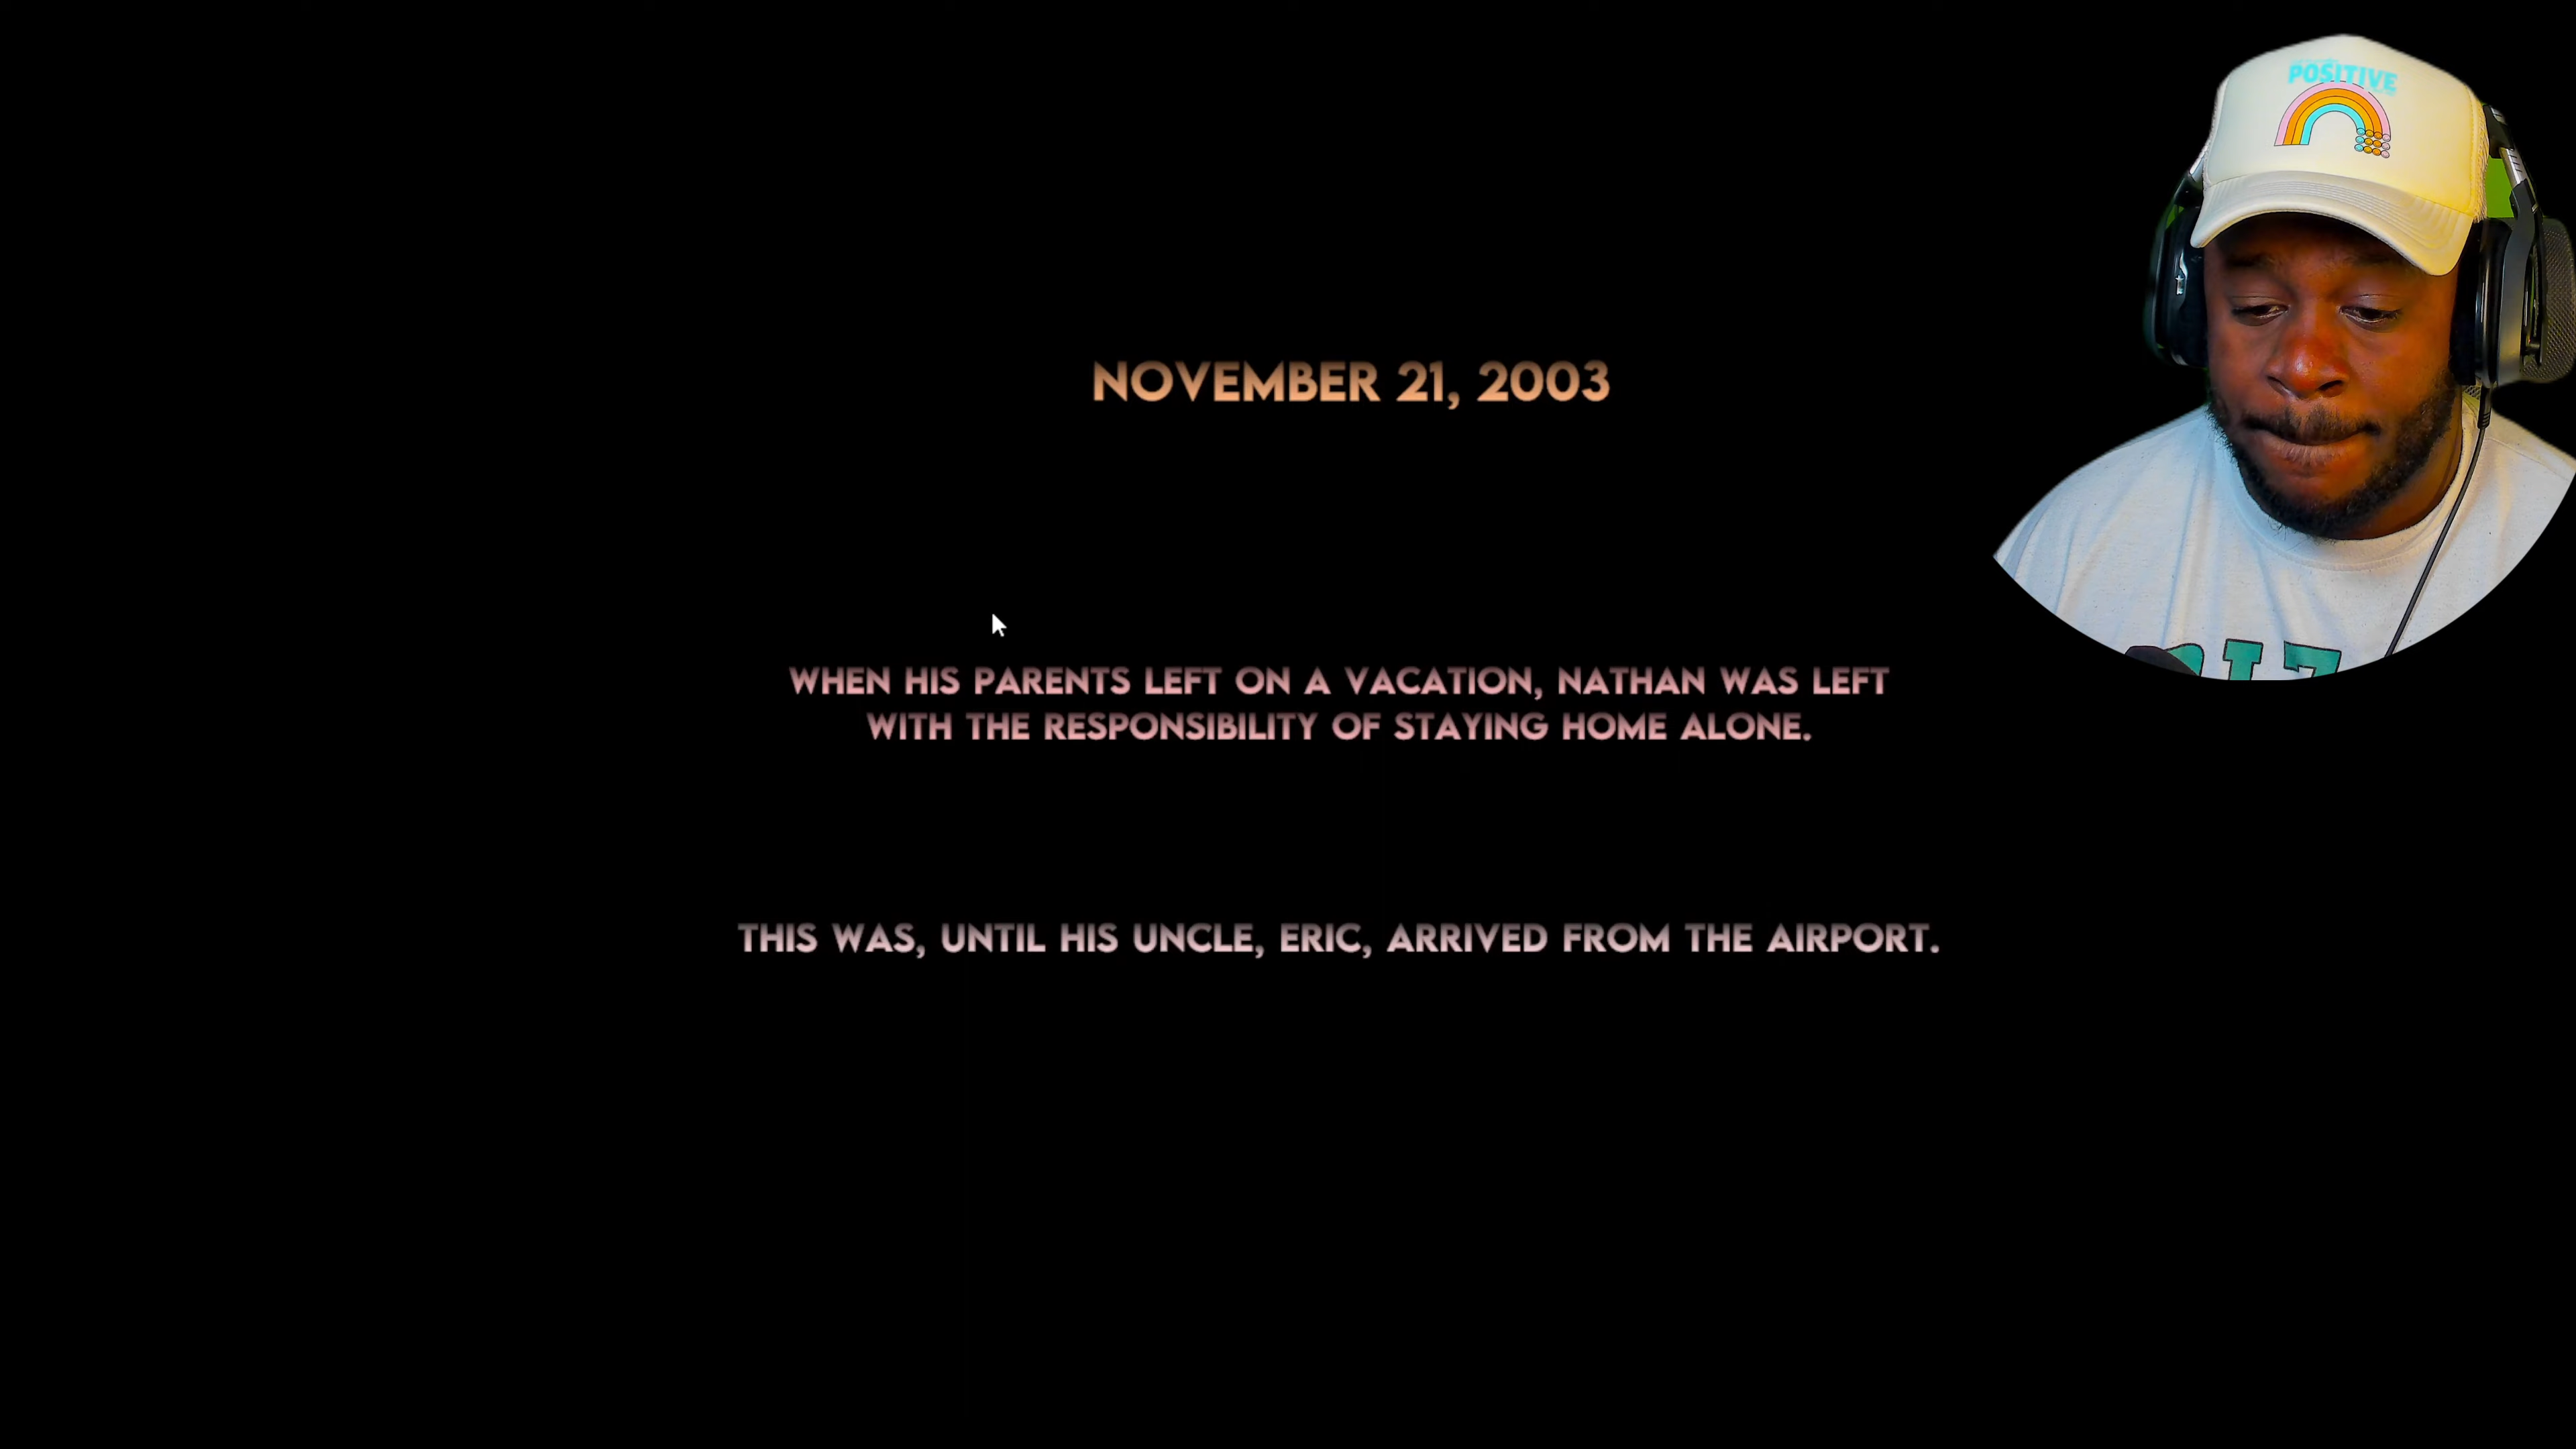 POSITIVE
NOVEMBER 21, 2003
WHEN HIS PARENTS LEFT ON A VACATION, NATHAN WAS LEFT
WITH THE RESPONSIBILITY OF STAYING HOME ALONE.
THIS WAS, UNTIL HIS UNCLE, ERIC, ARRIVED FROM THE AIRPORT.